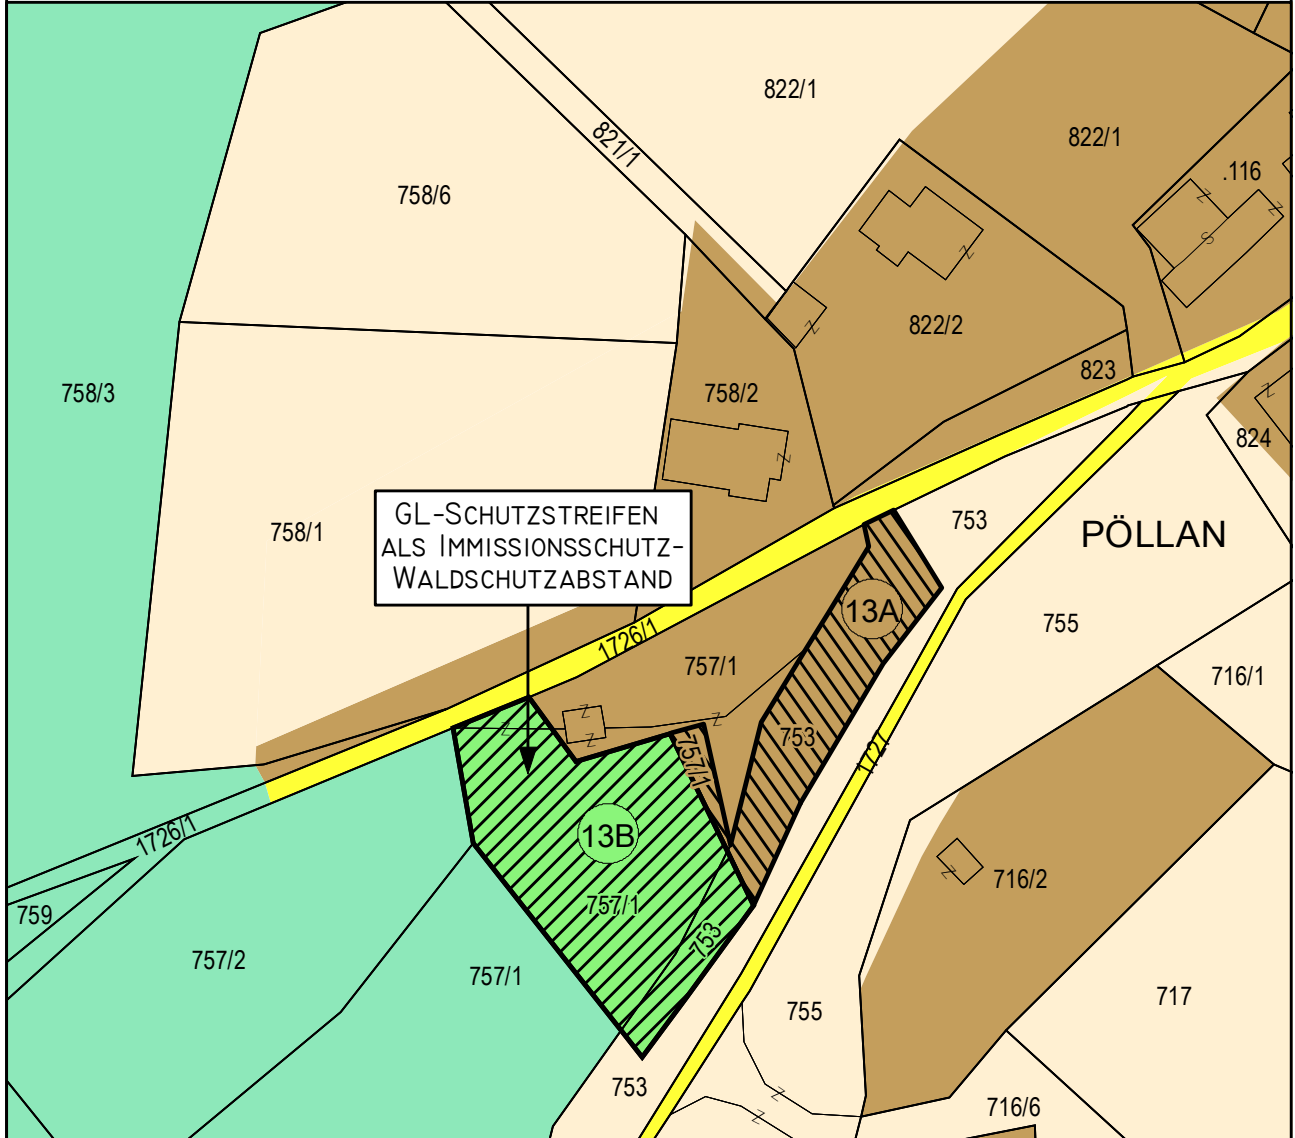 822/1
821/1
822/1
.116
Z
Z
S
758/6
Z
822/2
Z
823
758/3
758/2
Z
824
Z
GL-SCHUTZSTREIFEN
ALS IMMISSIONSSCHUTZ-
WALDSCHUTZABSTAND
758/1
753
PÖLLAN
13A
755
1726/1
757/1
716/1
Z
Z
Z
Z
757/1
753
1727
1726/1
13B
716/2
Z
757/1
759
753
757/2
757/1
717
755
753
Z
Z
716/6